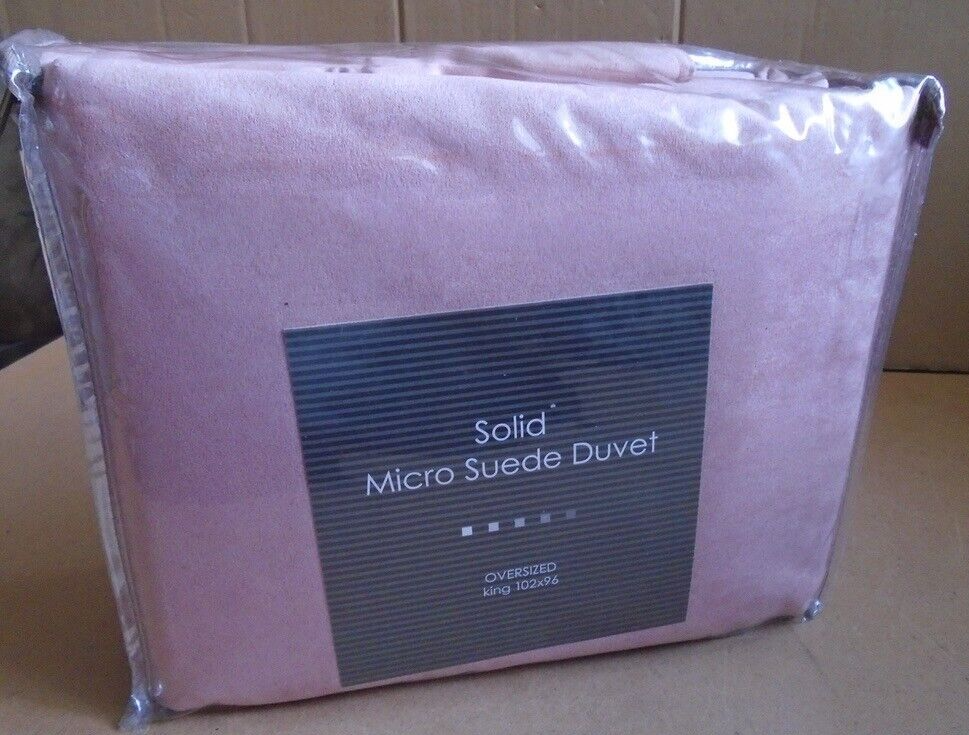 Solid
Micro Suede Duvet
OVERSIZED
king 102x96